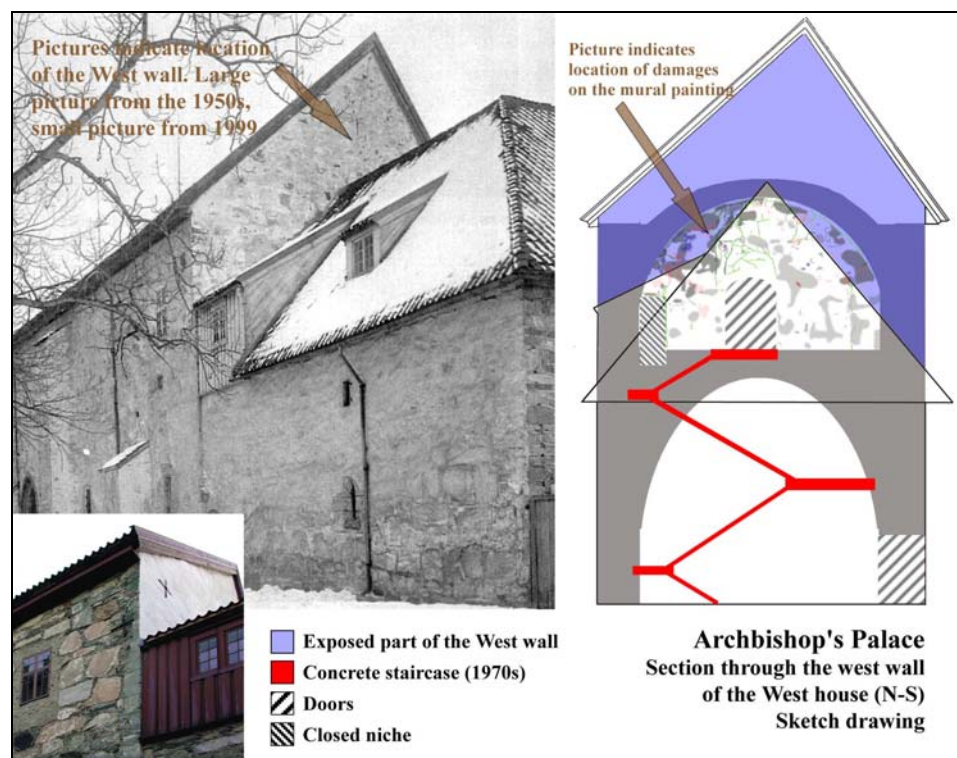 Pictures indicate location
of the West wall. Large
picture from the 1950s,
small picture from 1999
Picture indicates
location of damages
on the mural painting
Exposed part of the West wall
Concrete staircase (1970s)
Doors
Closed niche
Archbishop's Palace
Section through the west wall
of the West house (N-S)
Sketch drawing